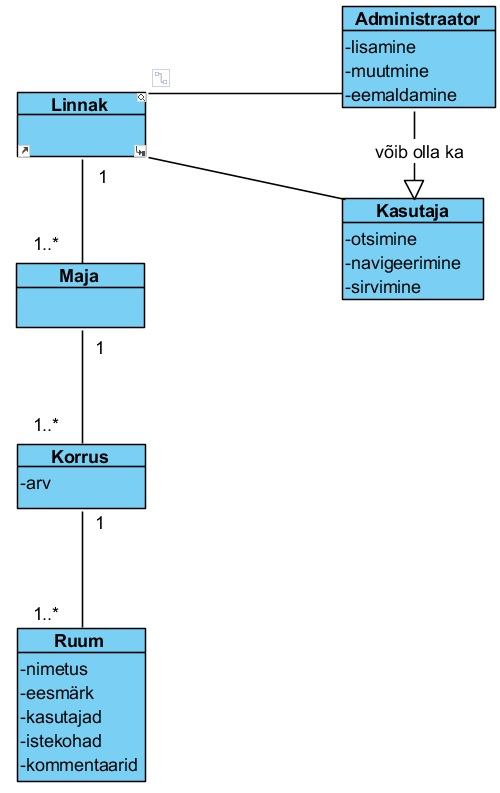 Administraator
-lisamine
-muutmine
-eemaldamine
Linnak
võib olla ka
1
Kasutaja
-otsimine
-navigeerimine
-sirvimine
1..*
Maja
1
1..*
Korrus
-arv
1
1..*
Ruum
-nimetus
-eesmärk
-kasutajad
-istekohad
-kommentaarid